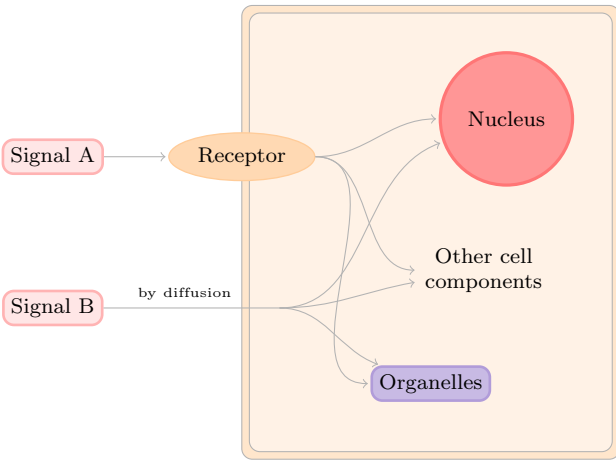 Nucleus
Signal A
Receptor
Other cell
components
by diffusion
Signal B
Organelles